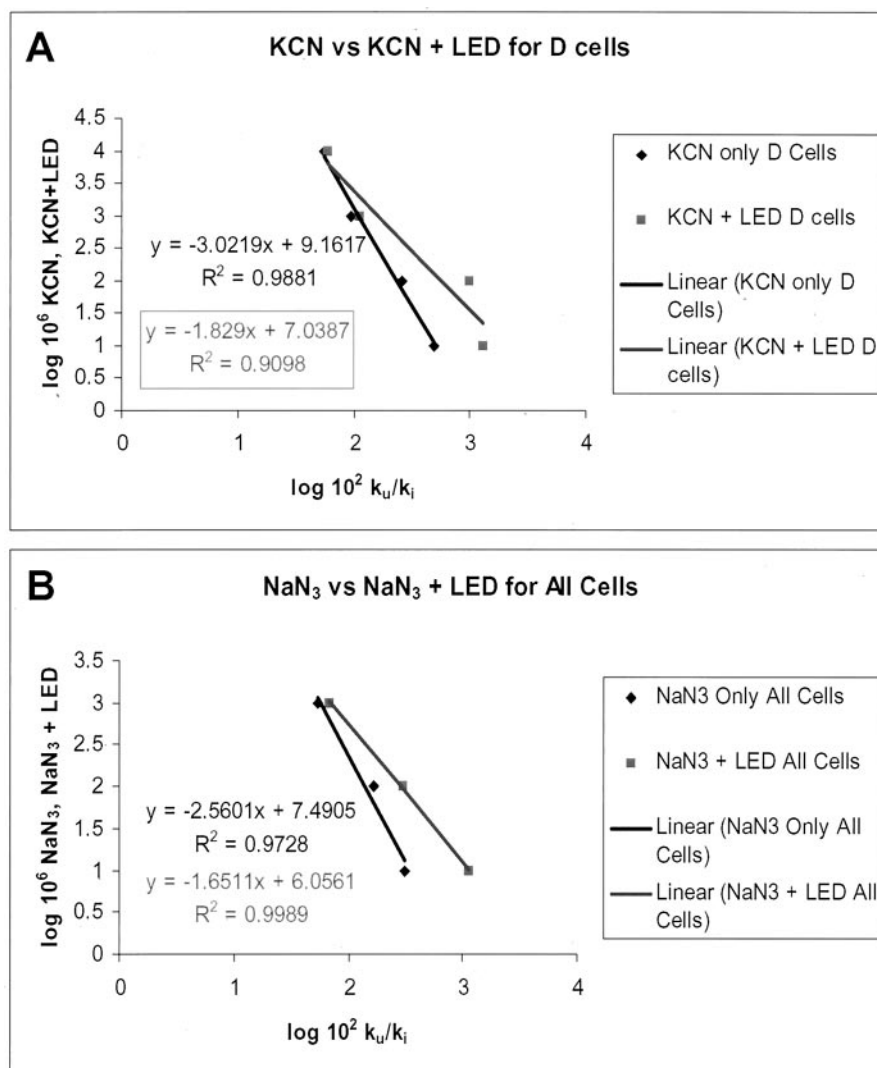 A
KCN vs KCN + LED for D cells
log 10⁶ KCN, KCN+LED
4.5
4
3.5
3
2.5
2
1.5
1
0.5
0
y = -3.0219x + 9.1617
R² = 0.9881
y = -1.829x + 7.0387
R² = 0.9098
0 1 2 3 4
log 10² kᵤ/kᵢ
KCN only D Cells
KCN + LED D cells
Linear (KCN only D
Cells)
Linear (KCN + LED D
cells)
B
NaN₃ vs NaN₃ + LED for All Cells
log 10⁶ NaN₃, NaN₃ + LED
3.5
3
2.5
2
1.5
1
0.5
0
y = -2.5601x + 7.4905
R² = 0.9728
y = -1.6511x + 6.0561
R² = 0.9989
0 1 2 3 4
log 10² kᵤ/kᵢ
NaN3 Only All Cells
NaN3 + LED All Cells
Linear (NaN3 Only All
Cells)
Linear (NaN3 + LED All
Cells)